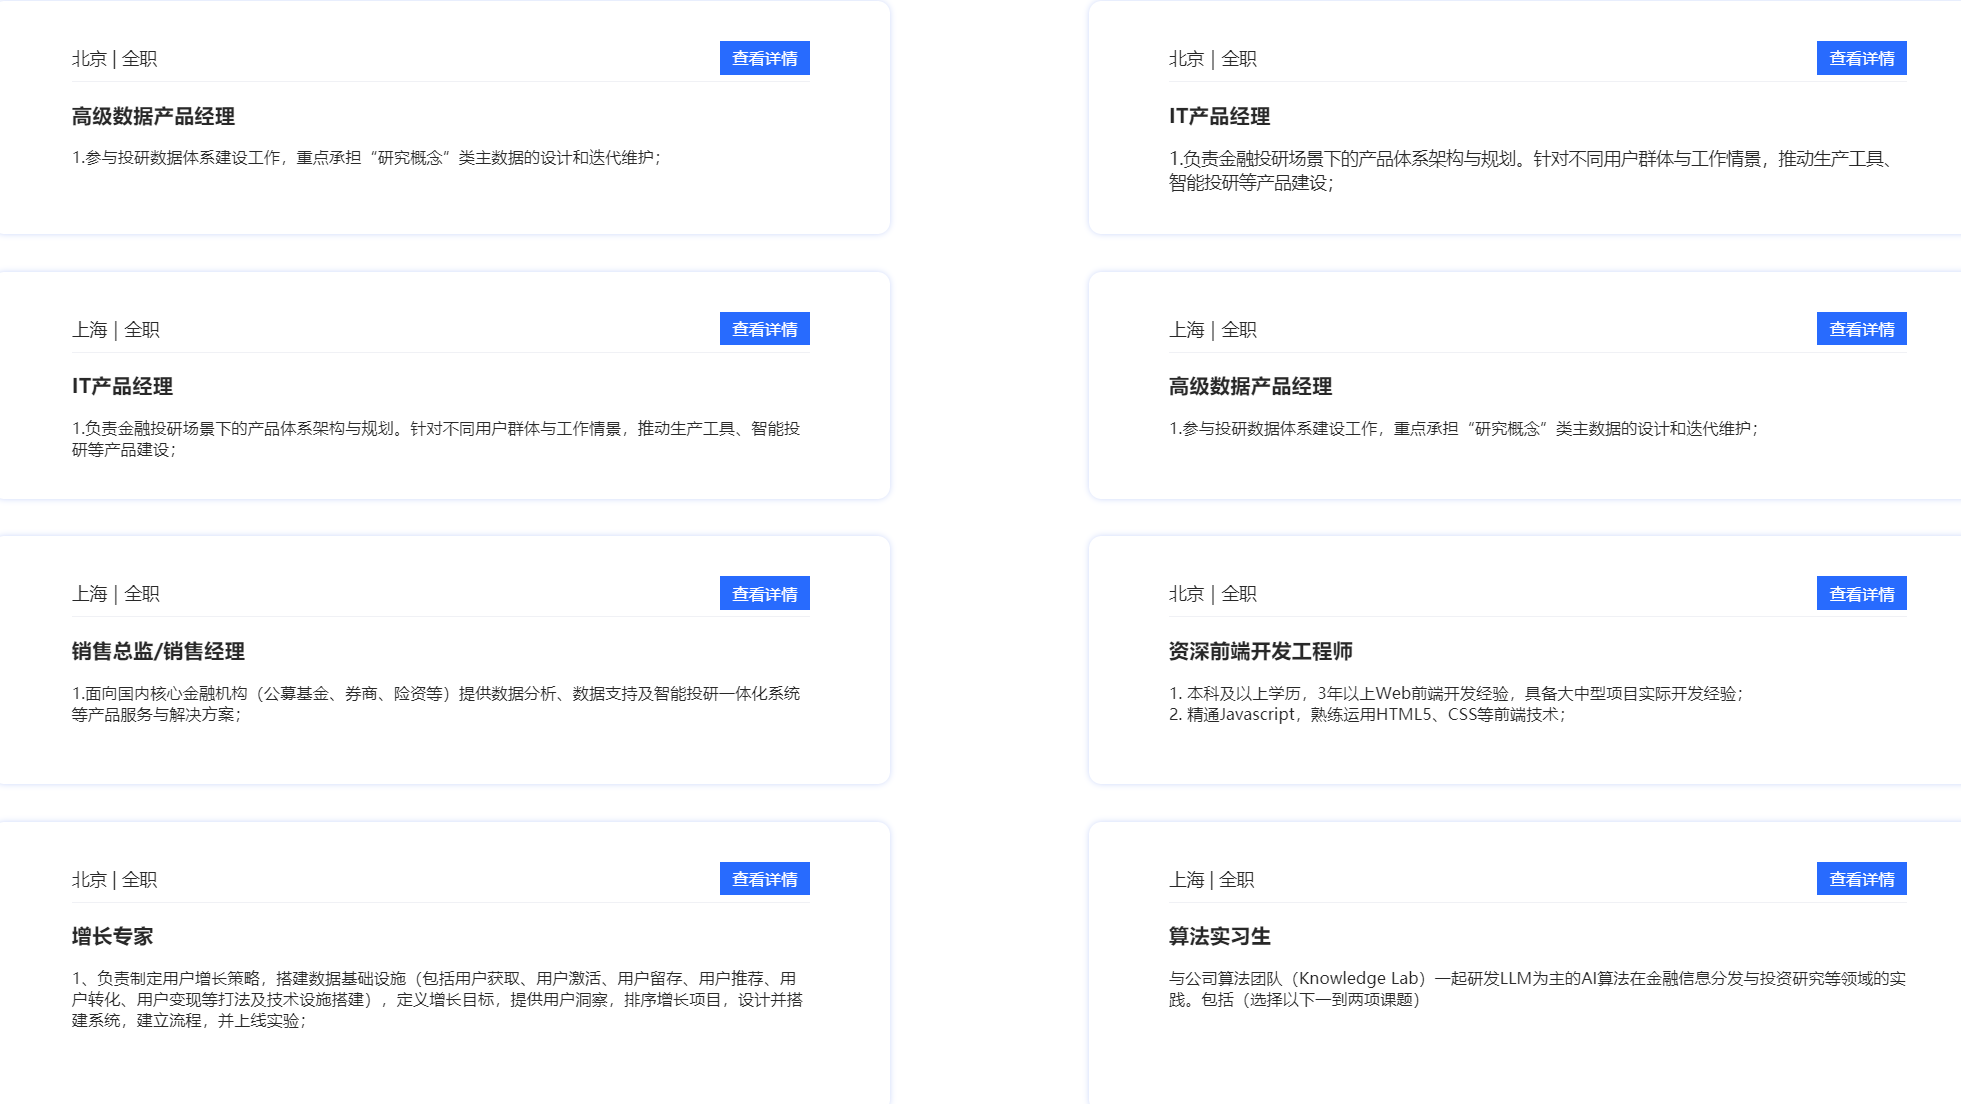 北京 | 全职
查看详情
高级数据产品经理
1.参与投研数据体系建设工作，重点承担“研究概念”类主数据的设计和迭代维护；
北京｜全职
查看详情
IT产品经理
1.负责金融投研场景下的产品体系架构与规划。针对不同用户群体与工作情景，推动生产工具、
智能投研等产品建设；
上海｜全职
查看详情
IT产品经理
1.负责金融投研场景下的产品体系架构与规划。针对不同用户群体与工作情景，推动生产工具、智能投
研等产品建设；
上海｜全职
查看详情
高级数据产品经理
1.参与投研数据体系建设工作，重点承担“研究概念”类主数据的设计和迭代维护；
上海｜全职
查看详情
销售总监/销售经理
1.面向国内核心金融机构（公募基金、券商、险资等）提供数据分析、数据支持及智能投研一体化系统
等产品服务与解决方案；
北京｜全职
查看详情
资深前端开发工程师
1. 本科及以上学历，3年以上Web前端开发经验，具备大中型项目实际开发经验；
2. 精通Javascript，熟练运用HTML5、CSS等前端技术；
北京 | 全职
查看详情
增长专家
1、负责制定用户增长策略，搭建数据基础设施（包括用户获取、用户激活、用户留存、用户推荐、用
户转化、用户变现等打法及技术设施搭建），定义增长目标，提供用户洞察，排序增长项目，设计并搭
建系统，建立流程，并上线实验；
上海 | 全职
查看详情
算法实习生
与公司算法团队（Knowledge Lab）一起研发LLM为主的AI算法在金融信息分发与投资研究等领域的实
践。包括（选择以下一到两项课题）